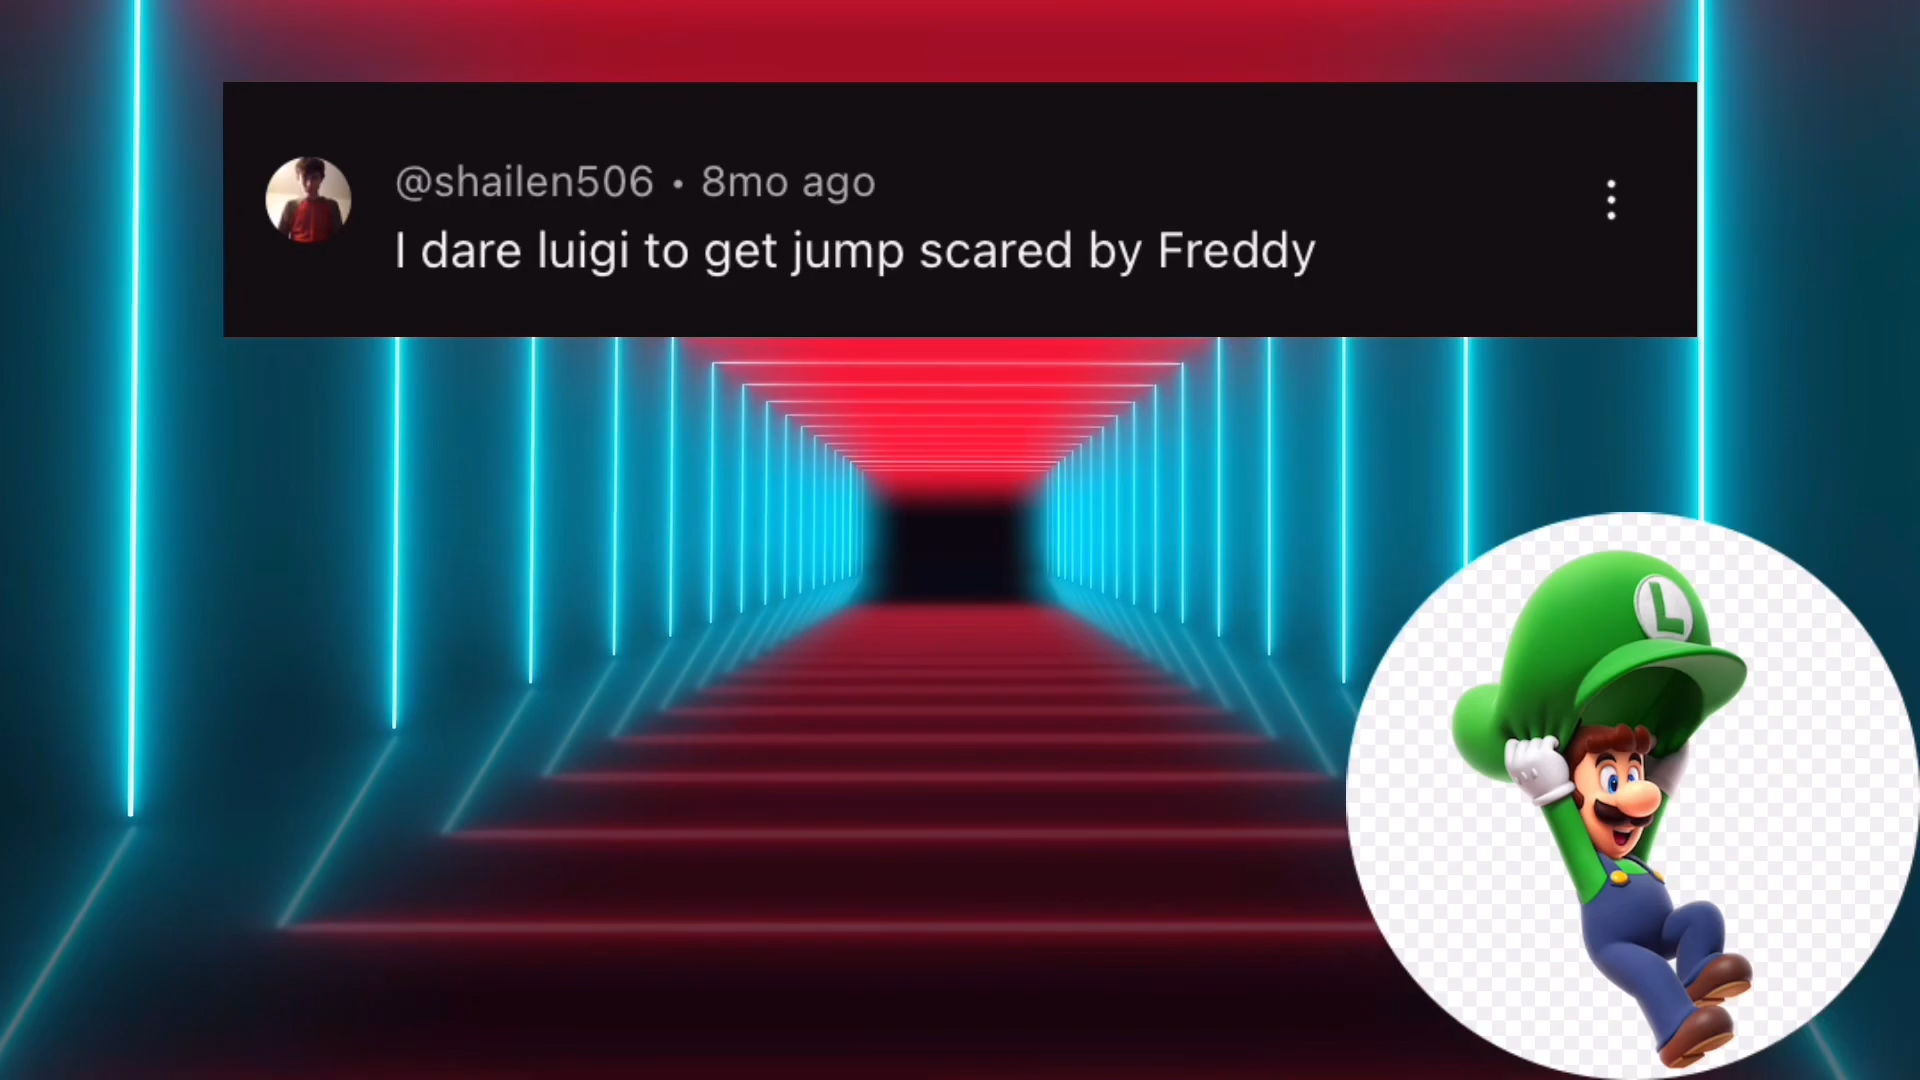 @shailen506 • 8mo ago
I dare luigi to get jump scared by Freddy
L